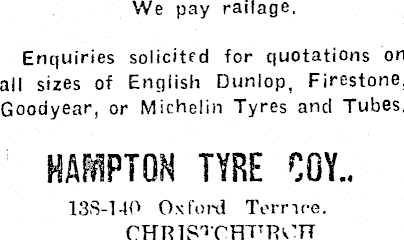 We pay railage.
Enquiries solicited for quotations on
all sizes of English Dunlop, Firestone,
Goodyear, or Michelin Tyres and Tubes.
HAMPTON TYRE COY.,
138-140 Oxford Terrace.
CHRISTCHURCH